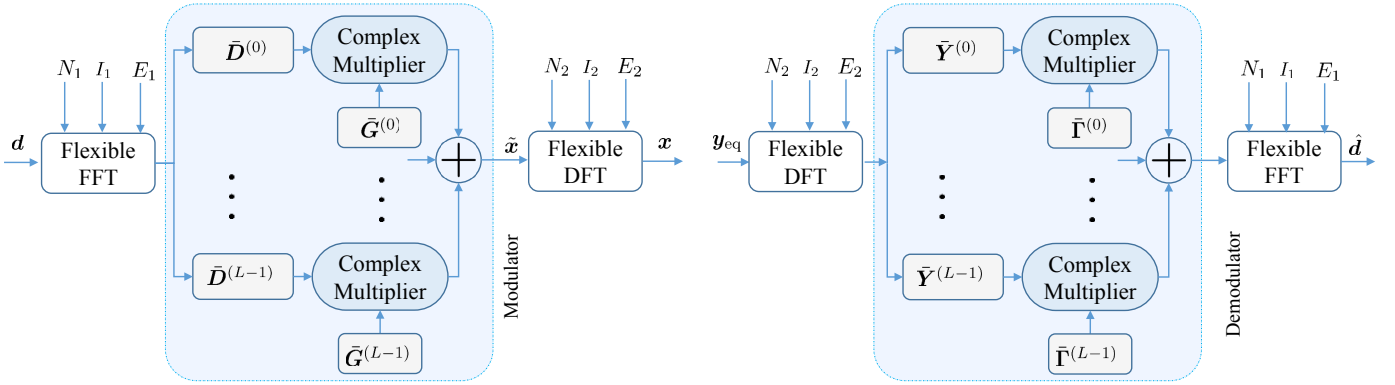 d
N₁ I₁ E₁
Flexible
FFT
D̄⁽⁰⁾
Complex
Multiplier
Ḡ⁽⁰⁾
D̄⁽ᴸ⁻¹⁾
Complex
Multiplier
Ḡ⁽ᴸ⁻¹⁾
Modulator
x̃
N₂ I₂ E₂
Flexible
DFT
x
y_eq
N₂ I₂ E₂
Flexible
DFT
Ȳ⁽⁰⁾
Complex
Multiplier
Γ̄⁽⁰⁾
Ȳ⁽ᴸ⁻¹⁾
Complex
Multiplier
Γ̄⁽ᴸ⁻¹⁾
Demodulator
N₁ I₁ E₁
Flexible
FFT
d̂